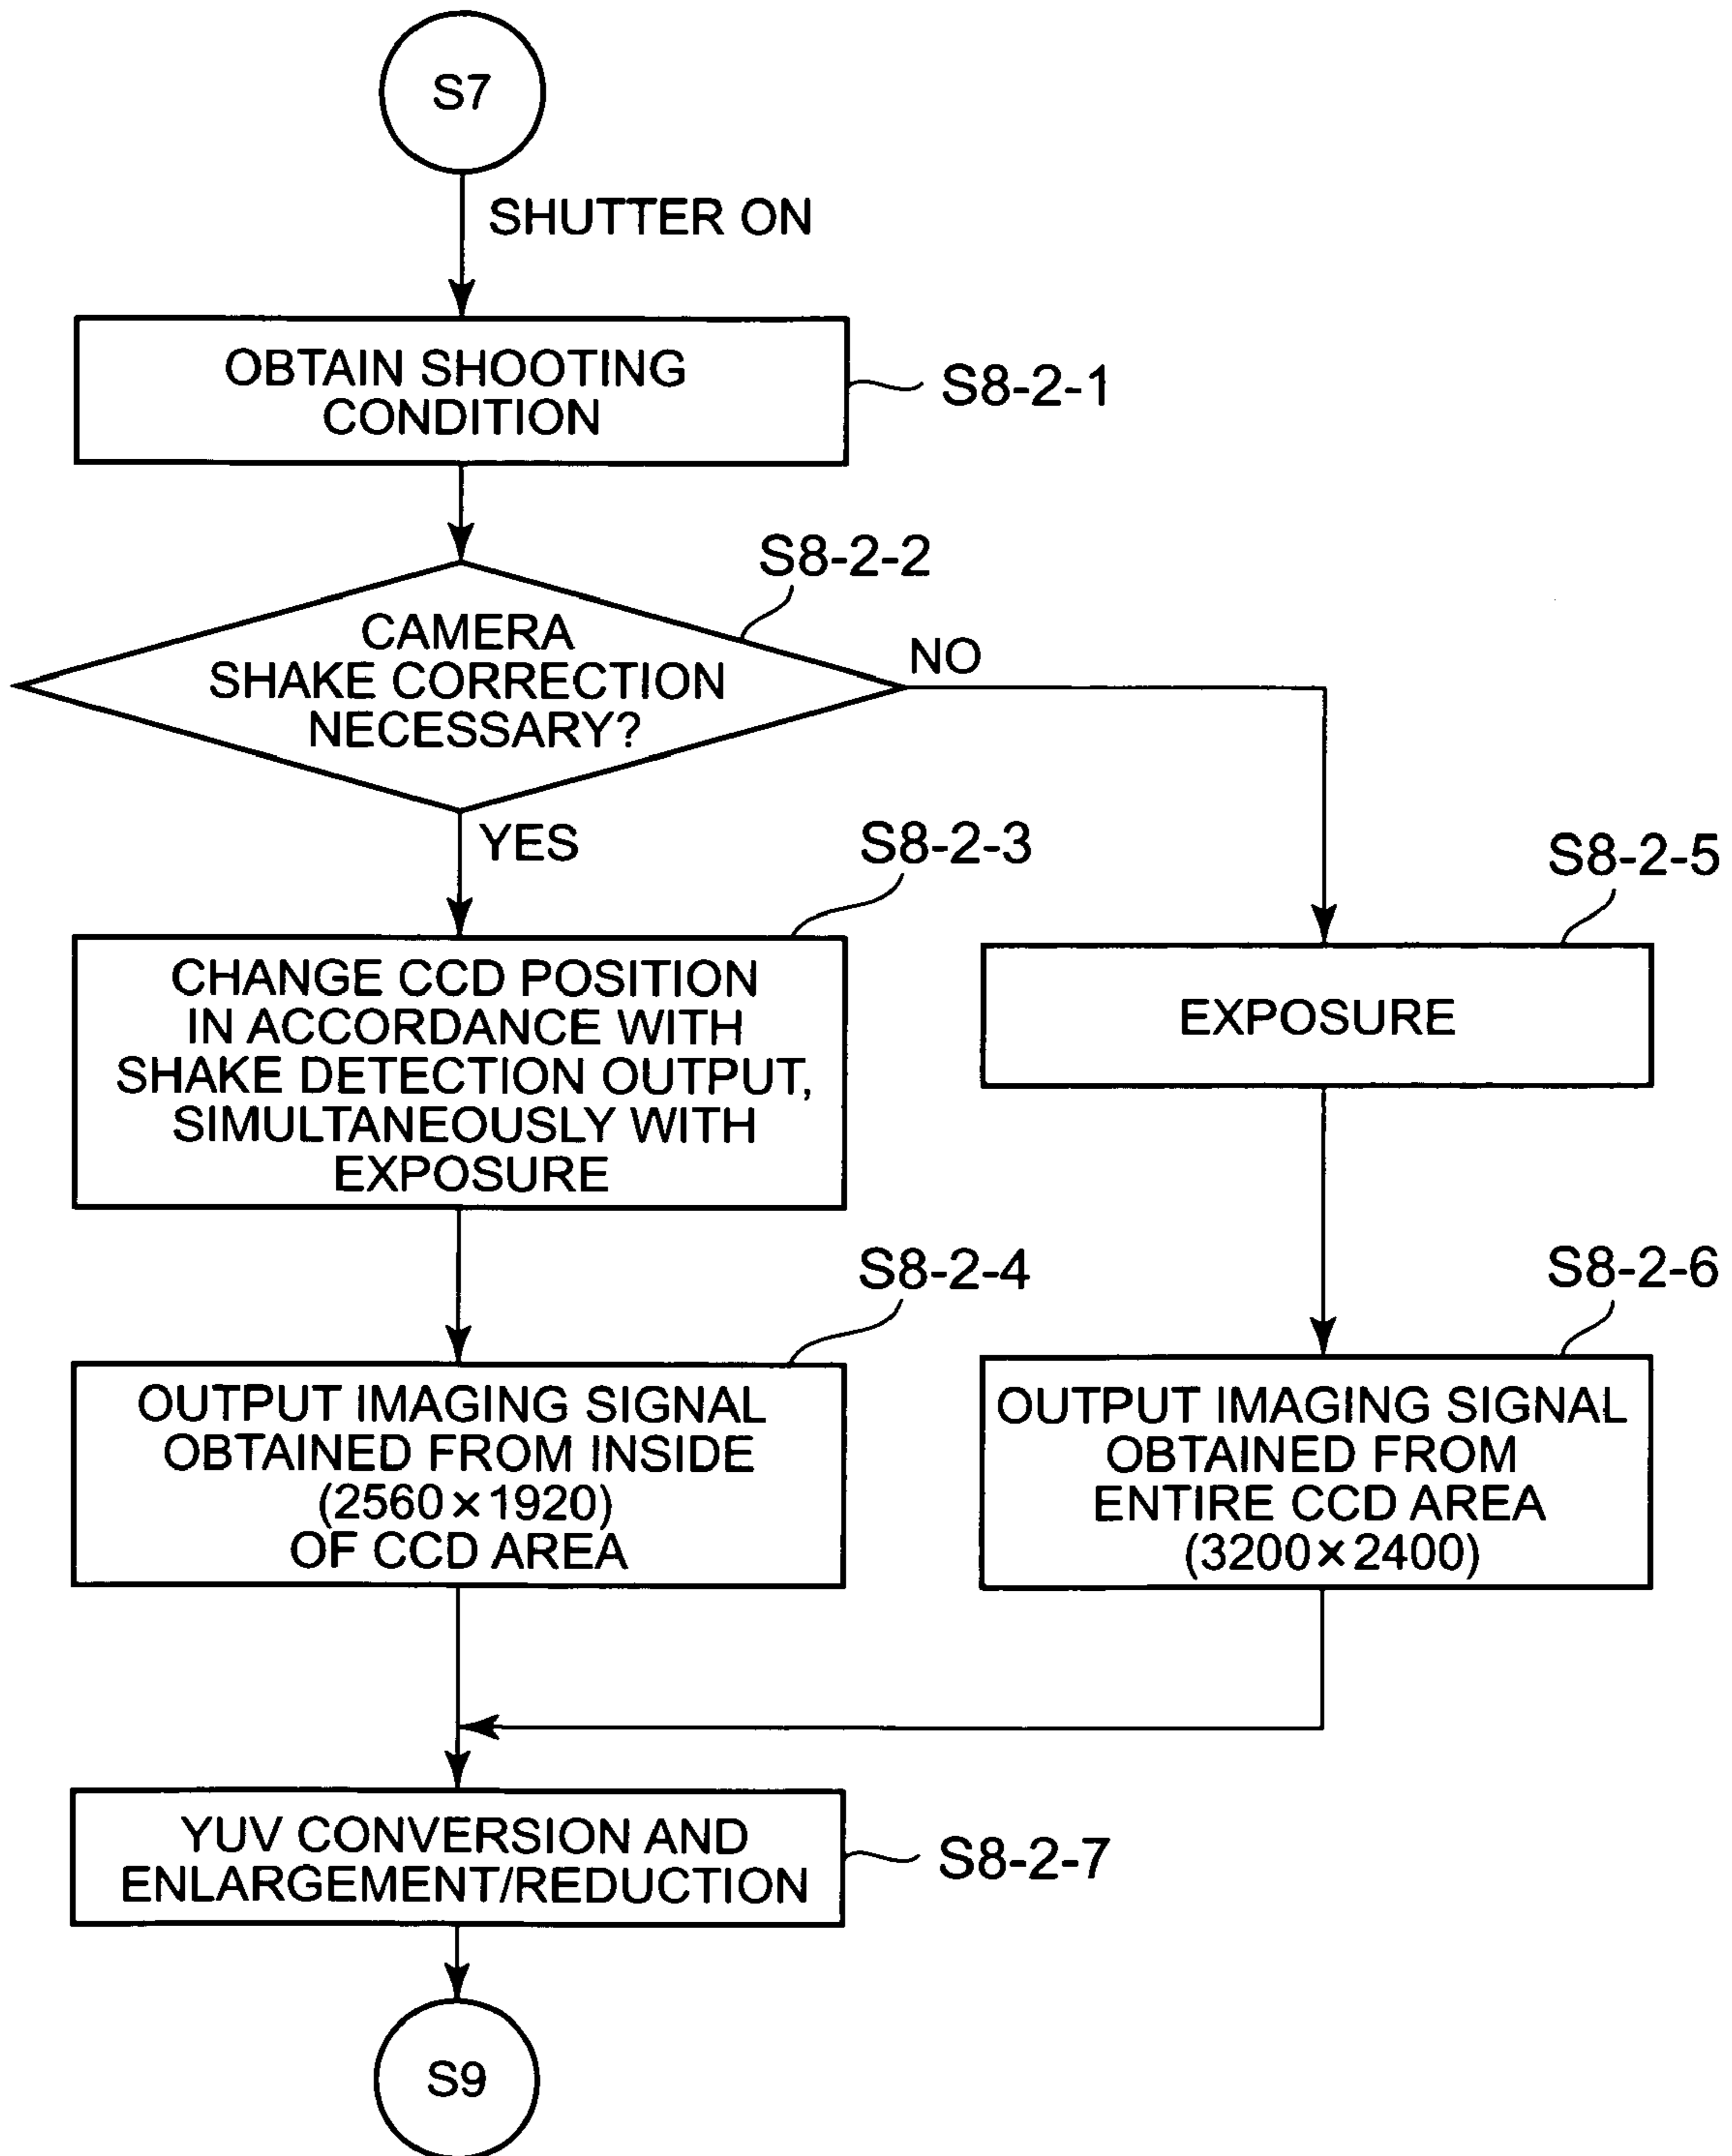 S7
SHUTTER ON
OBTAIN SHOOTING
CONDITION
S8-2-1
S8-2-2
CAMERA
SHAKE CORRECTION
NECESSARY?
NO
YES
S8-2-3
CHANGE CCD POSITION
IN ACCORDANCE WITH
SHAKE DETECTION OUTPUT,
SIMULTANEOUSLY WITH
EXPOSURE
S8-2-5
EXPOSURE
S8-2-4
OUTPUT IMAGING SIGNAL
OBTAINED FROM INSIDE
(2560×1920)
OF CCD AREA
S8-2-6
OUTPUT IMAGING SIGNAL
OBTAINED FROM
ENTIRE CCD AREA
(3200×2400)
YUV CONVERSION AND
ENLARGEMENT/REDUCTION
S8-2-7
S9